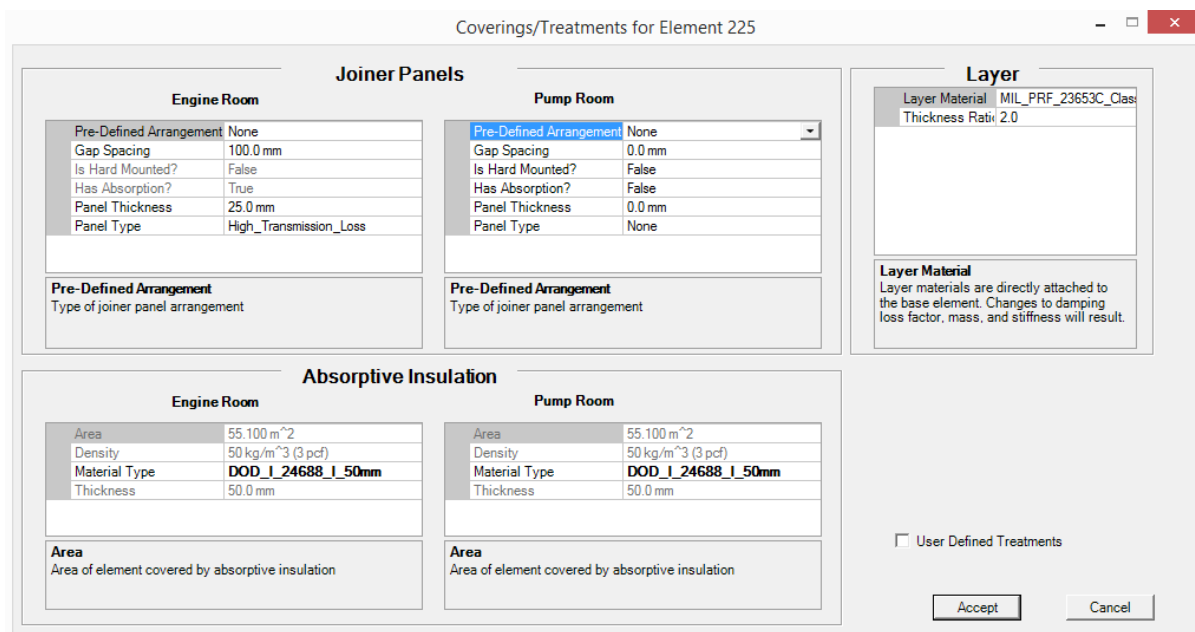 Coverings/Treatments for Element 225
Joiner Panels
Engine Room
Pre-Defined Arrangement None
Gap Spacing 100.0 mm
Is Hard Mounted? False
Has Absorption? True
Panel Thickness 25.0 mm
Panel Type High_Transmission_Loss
Pre-Defined Arrangement
Type of joiner panel arrangement
Pump Room
Pre-Defined Arrangement None
Gap Spacing 0.0 mm
Is Hard Mounted? False
Has Absorption? False
Panel Thickness 0.0 mm
Panel Type None
Pre-Defined Arrangement
Type of joiner panel arrangement
Layer
Layer Material MIL_PRF_23653C_Clas
Thickness Rati 2.0
Layer Material
Layer materials are directly attached to
the base element. Changes to damping
loss factor, mass, and stiffness will result.
Absorptive Insulation
Engine Room
Area 55.100 m^2
Density 50 kg/m^3 (3 pcf)
Material Type DOD_I_24688_I_50mm
Thickness 50.0 mm
Area
Area of element covered by absorptive insulation
Pump Room
Area 55.100 m^2
Density 50 kg/m^3 (3 pcf)
Material Type DOD_I_24688_I_50mm
Thickness 50.0 mm
Area
Area of element covered by absorptive insulation
User Defined Treatments
Accept
Cancel